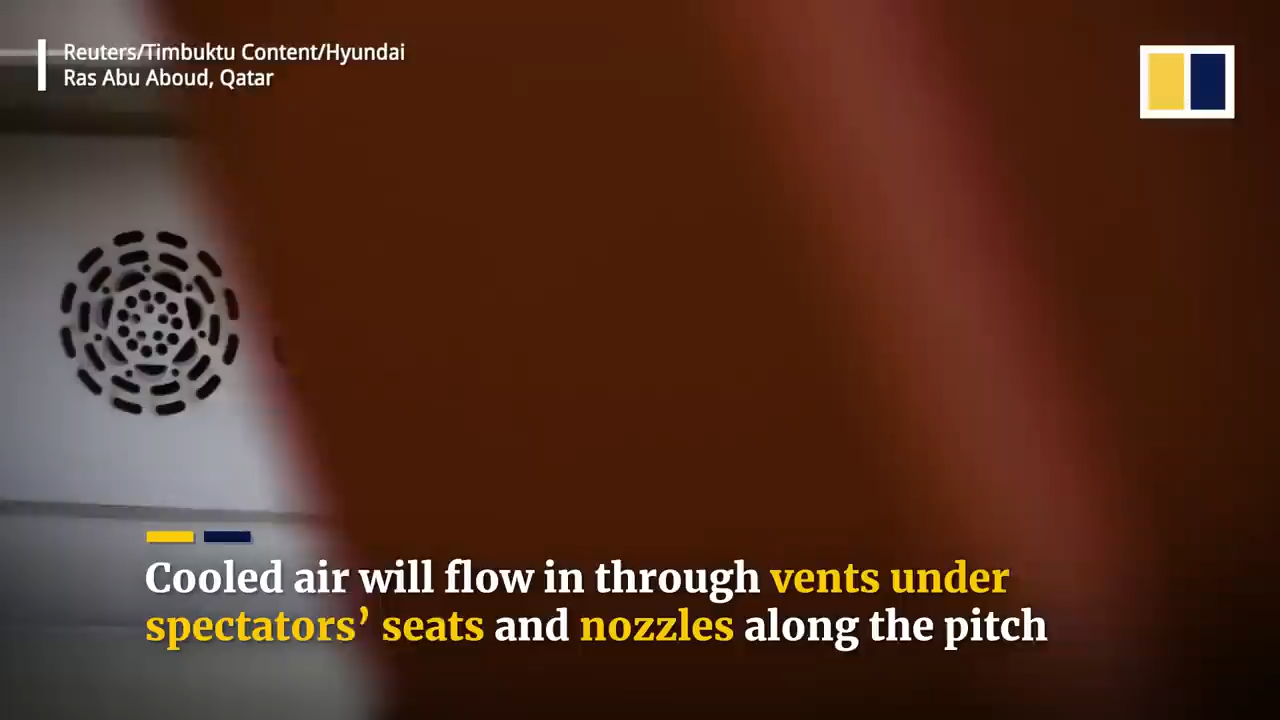 Reuters/Timbuktu Content/Hyundai
Ras Abu Aboud, Qatar
Cooled air will flow in through vents under
spectators’ seats and nozzles along the pitch